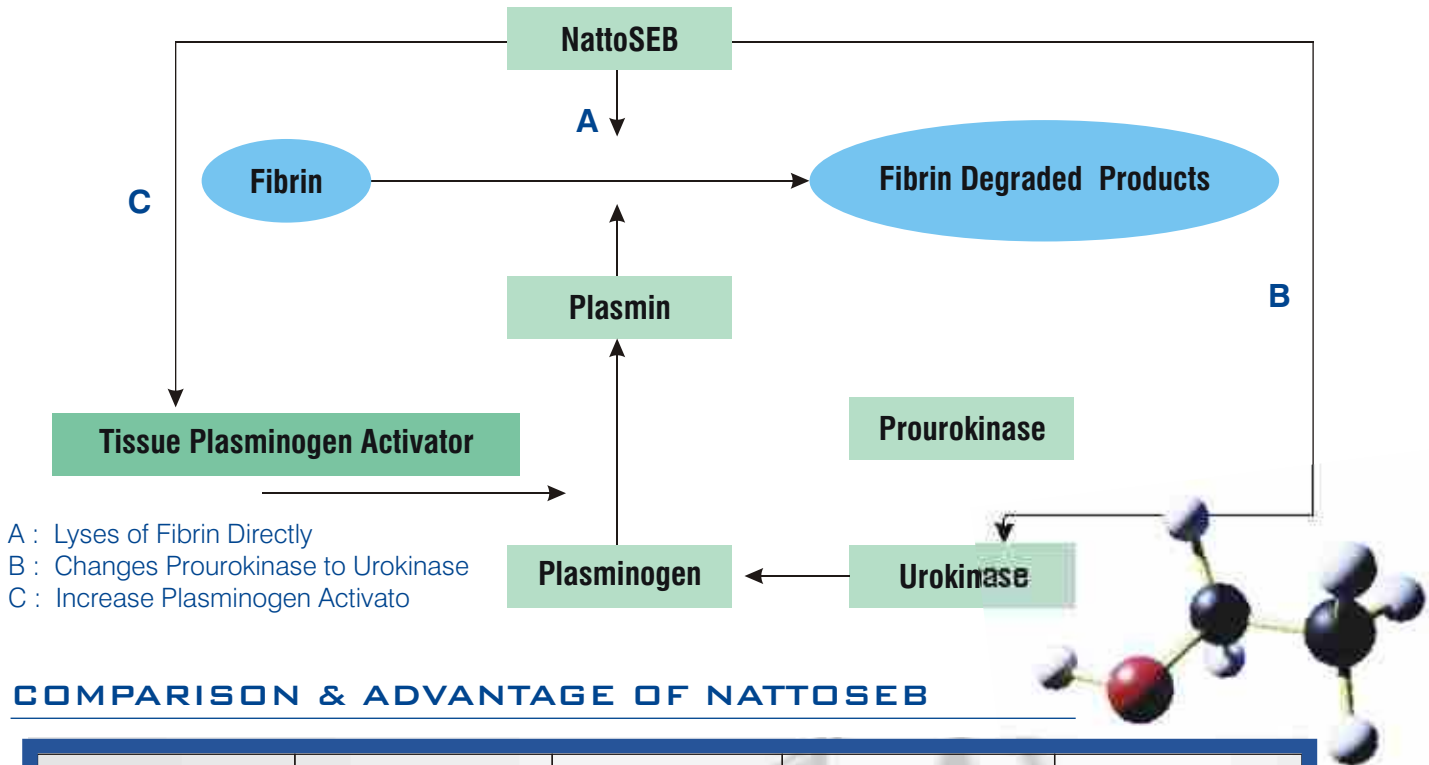 NattoSEB
A
Fibrin
Fibrin Degraded Products
C
Plasmin
B
Prourokinase
Tissue Plasminogen Activator
A : Lyses of Fibrin Directly
B : Changes Prourokinase to Urokinase
C : Increase Plasminogen Activato
Plasminogen
Urokinase
COMPARISON & ADVANTAGE OF NATTOSEB